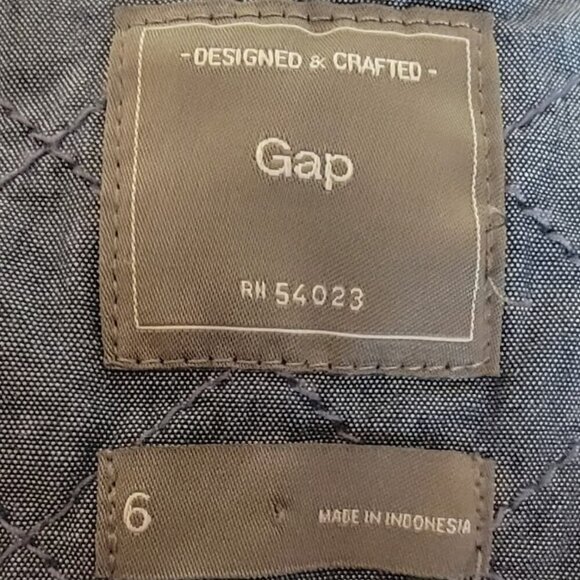 -DESIGNED & CRAFTED-
Gap
RN 54023
6
MADE IN INDONESIA